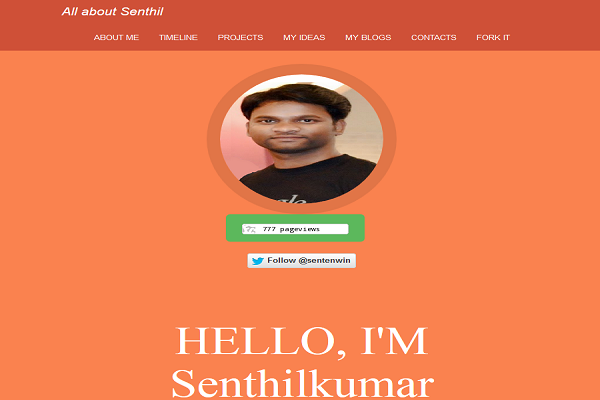 All about Senthil
ABOUT ME TIMELINE PROJECTS MY IDEAS MY BLOGS CONTACTS FORK IT
777 pageviews
Follow @sentenwin
HELLO, I'M
Senthilkumar